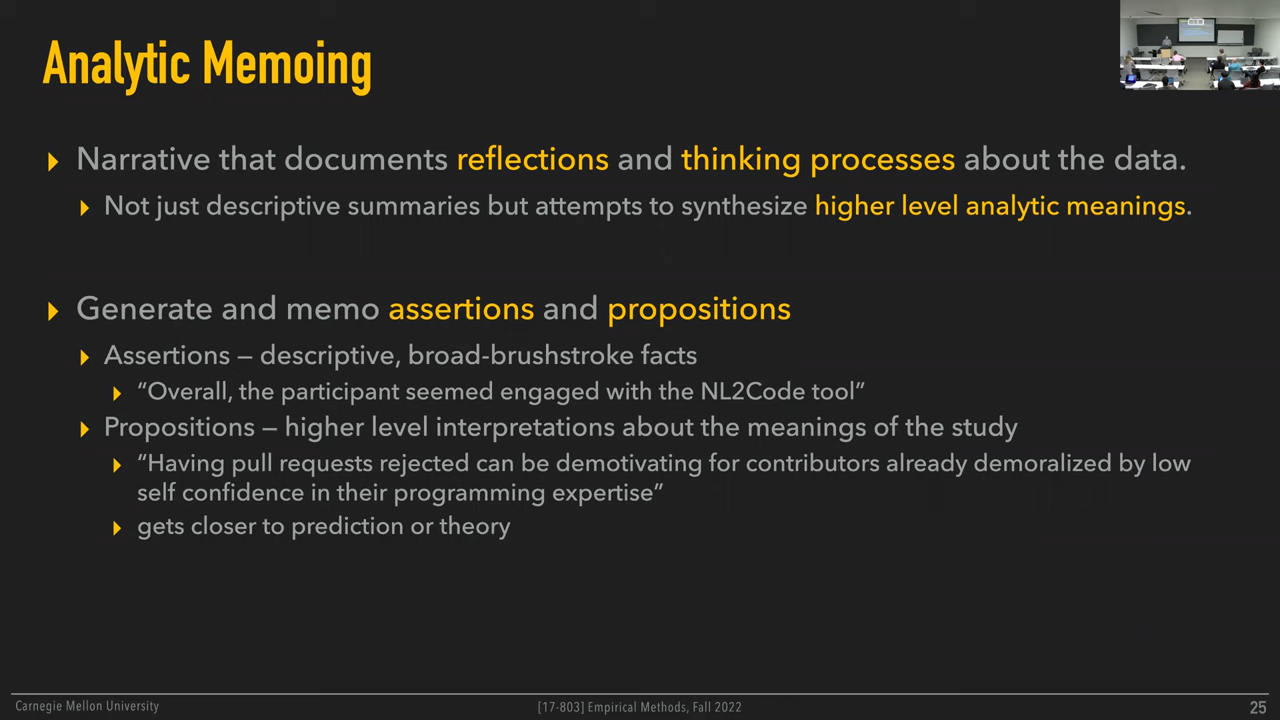 Analytic Memoing
Narrative that documents reflections and thinking processes about the data.
Not just descriptive summaries but attempts to synthesize higher level analytic meanings.
Generate and memo assertions and propositions
Assertions – descriptive, broad-brushstroke facts
“Overall, the participant seemed engaged with the NL2Code tool”
Propositions – higher level interpretations about the meanings of the study
“Having pull requests rejected can be demotivating for contributors already demoralized by low
self confidence in their programming expertise”
gets closer to prediction or theory
Carnegie Mellon University
[17-803] Empirical Methods, Fall 2022
25